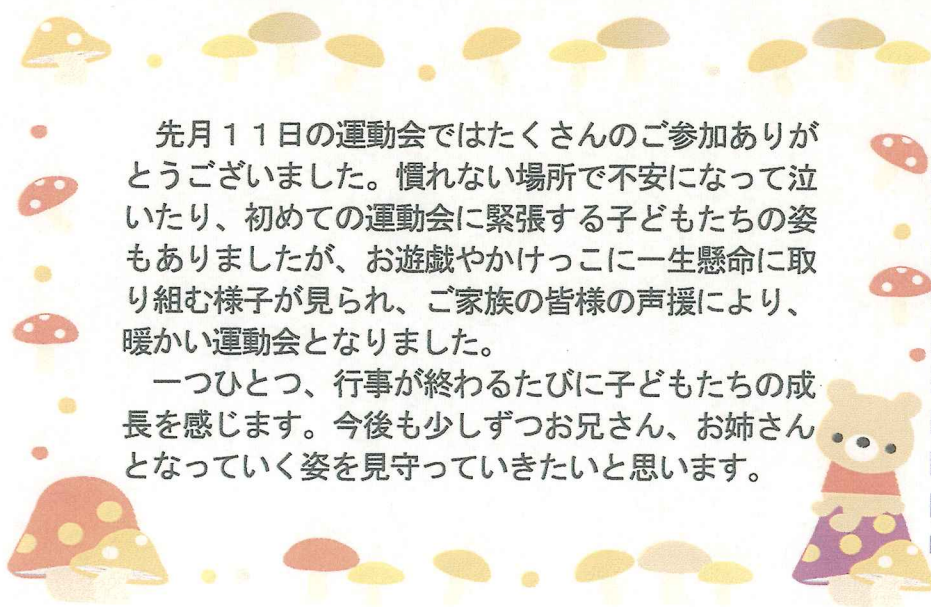 先月１１日の運動会ではたくさんのご参加ありが
とうございました。慣れない場所で不安になって泣
いたり、初めての運動会に緊張する子どもたちの姿
もありましたが、お遊戯やかけっこに一生懸命に取
り組む様子が見られ、ご家族の皆様の声援により、
暖かい運動会となりました。
　一つひとつ、行事が終わるたびに子どもたちの成
長を感じます。今後も少しずつお兄さん、お姉さん
となっていく姿を見守っていきたいと思います。